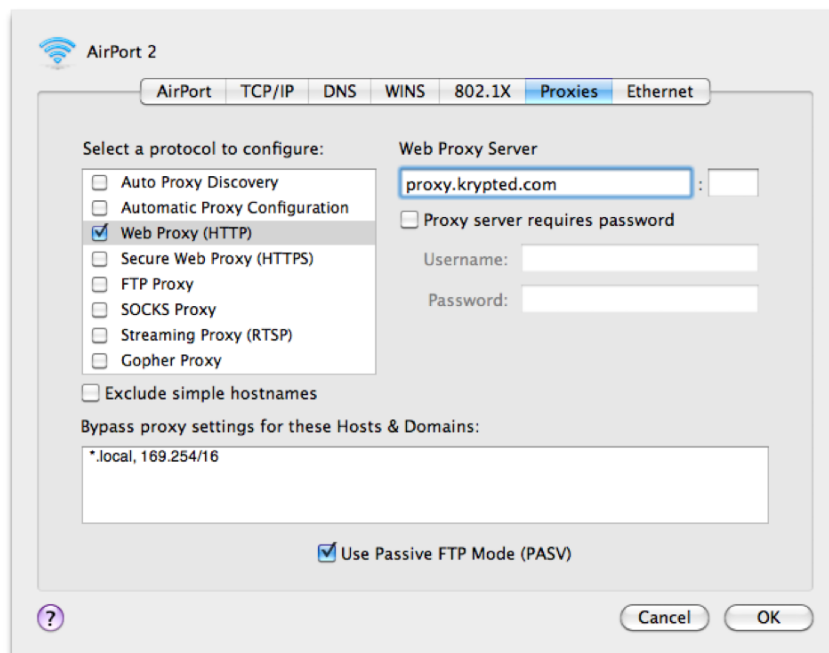 AirPort 2
AirPort TCP/IP DNS WINS 802.1X Proxies Ethernet
Select a protocol to configure:
Auto Proxy Discovery
Automatic Proxy Configuration
Web Proxy (HTTP)
Secure Web Proxy (HTTPS)
FTP Proxy
SOCKS Proxy
Streaming Proxy (RTSP)
Gopher Proxy
Exclude simple hostnames
Web Proxy Server
proxy.krypted.com :
Proxy server requires password
Username:
Password:
Bypass proxy settings for these Hosts & Domains:
*.local, 169.254/16
Use Passive FTP Mode (PASV)
? Cancel OK